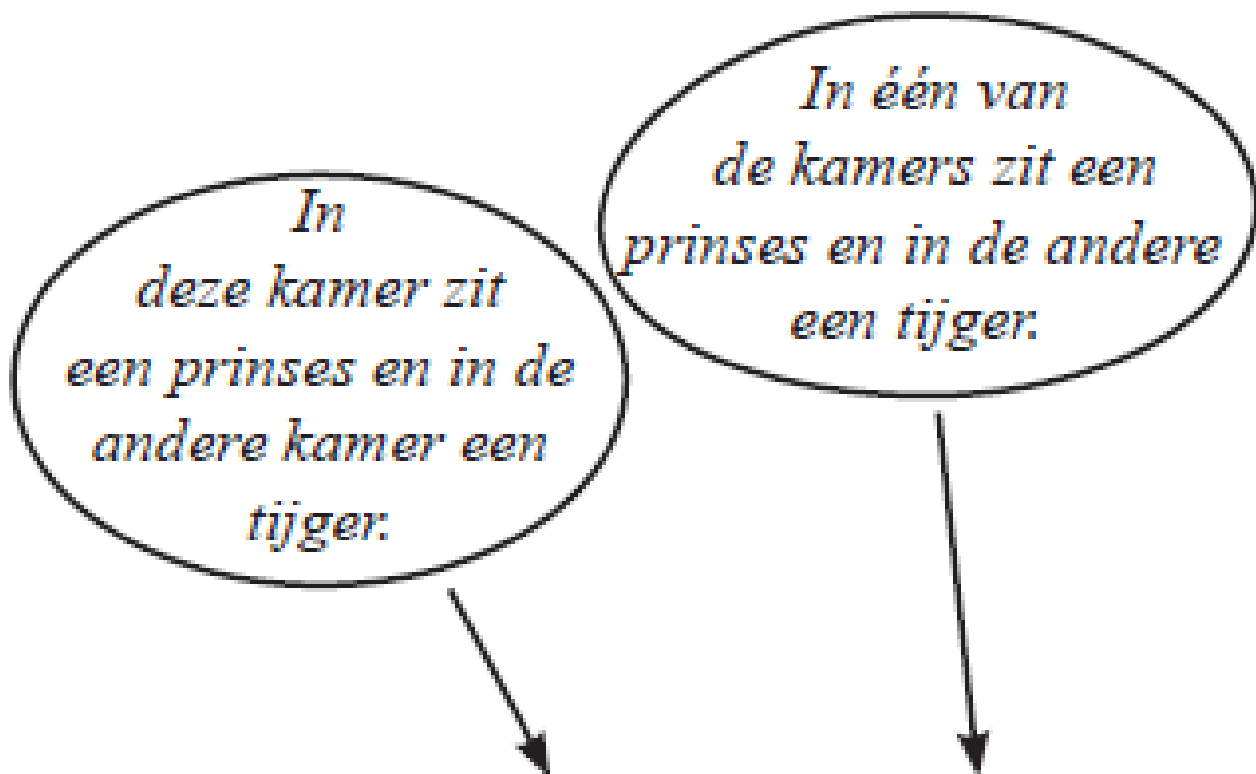 In
deze kamer zit
een prinses en in de
andere kamer een
tijger.
In één van
de kamers zit een
prinses en in de andere
een tijger.